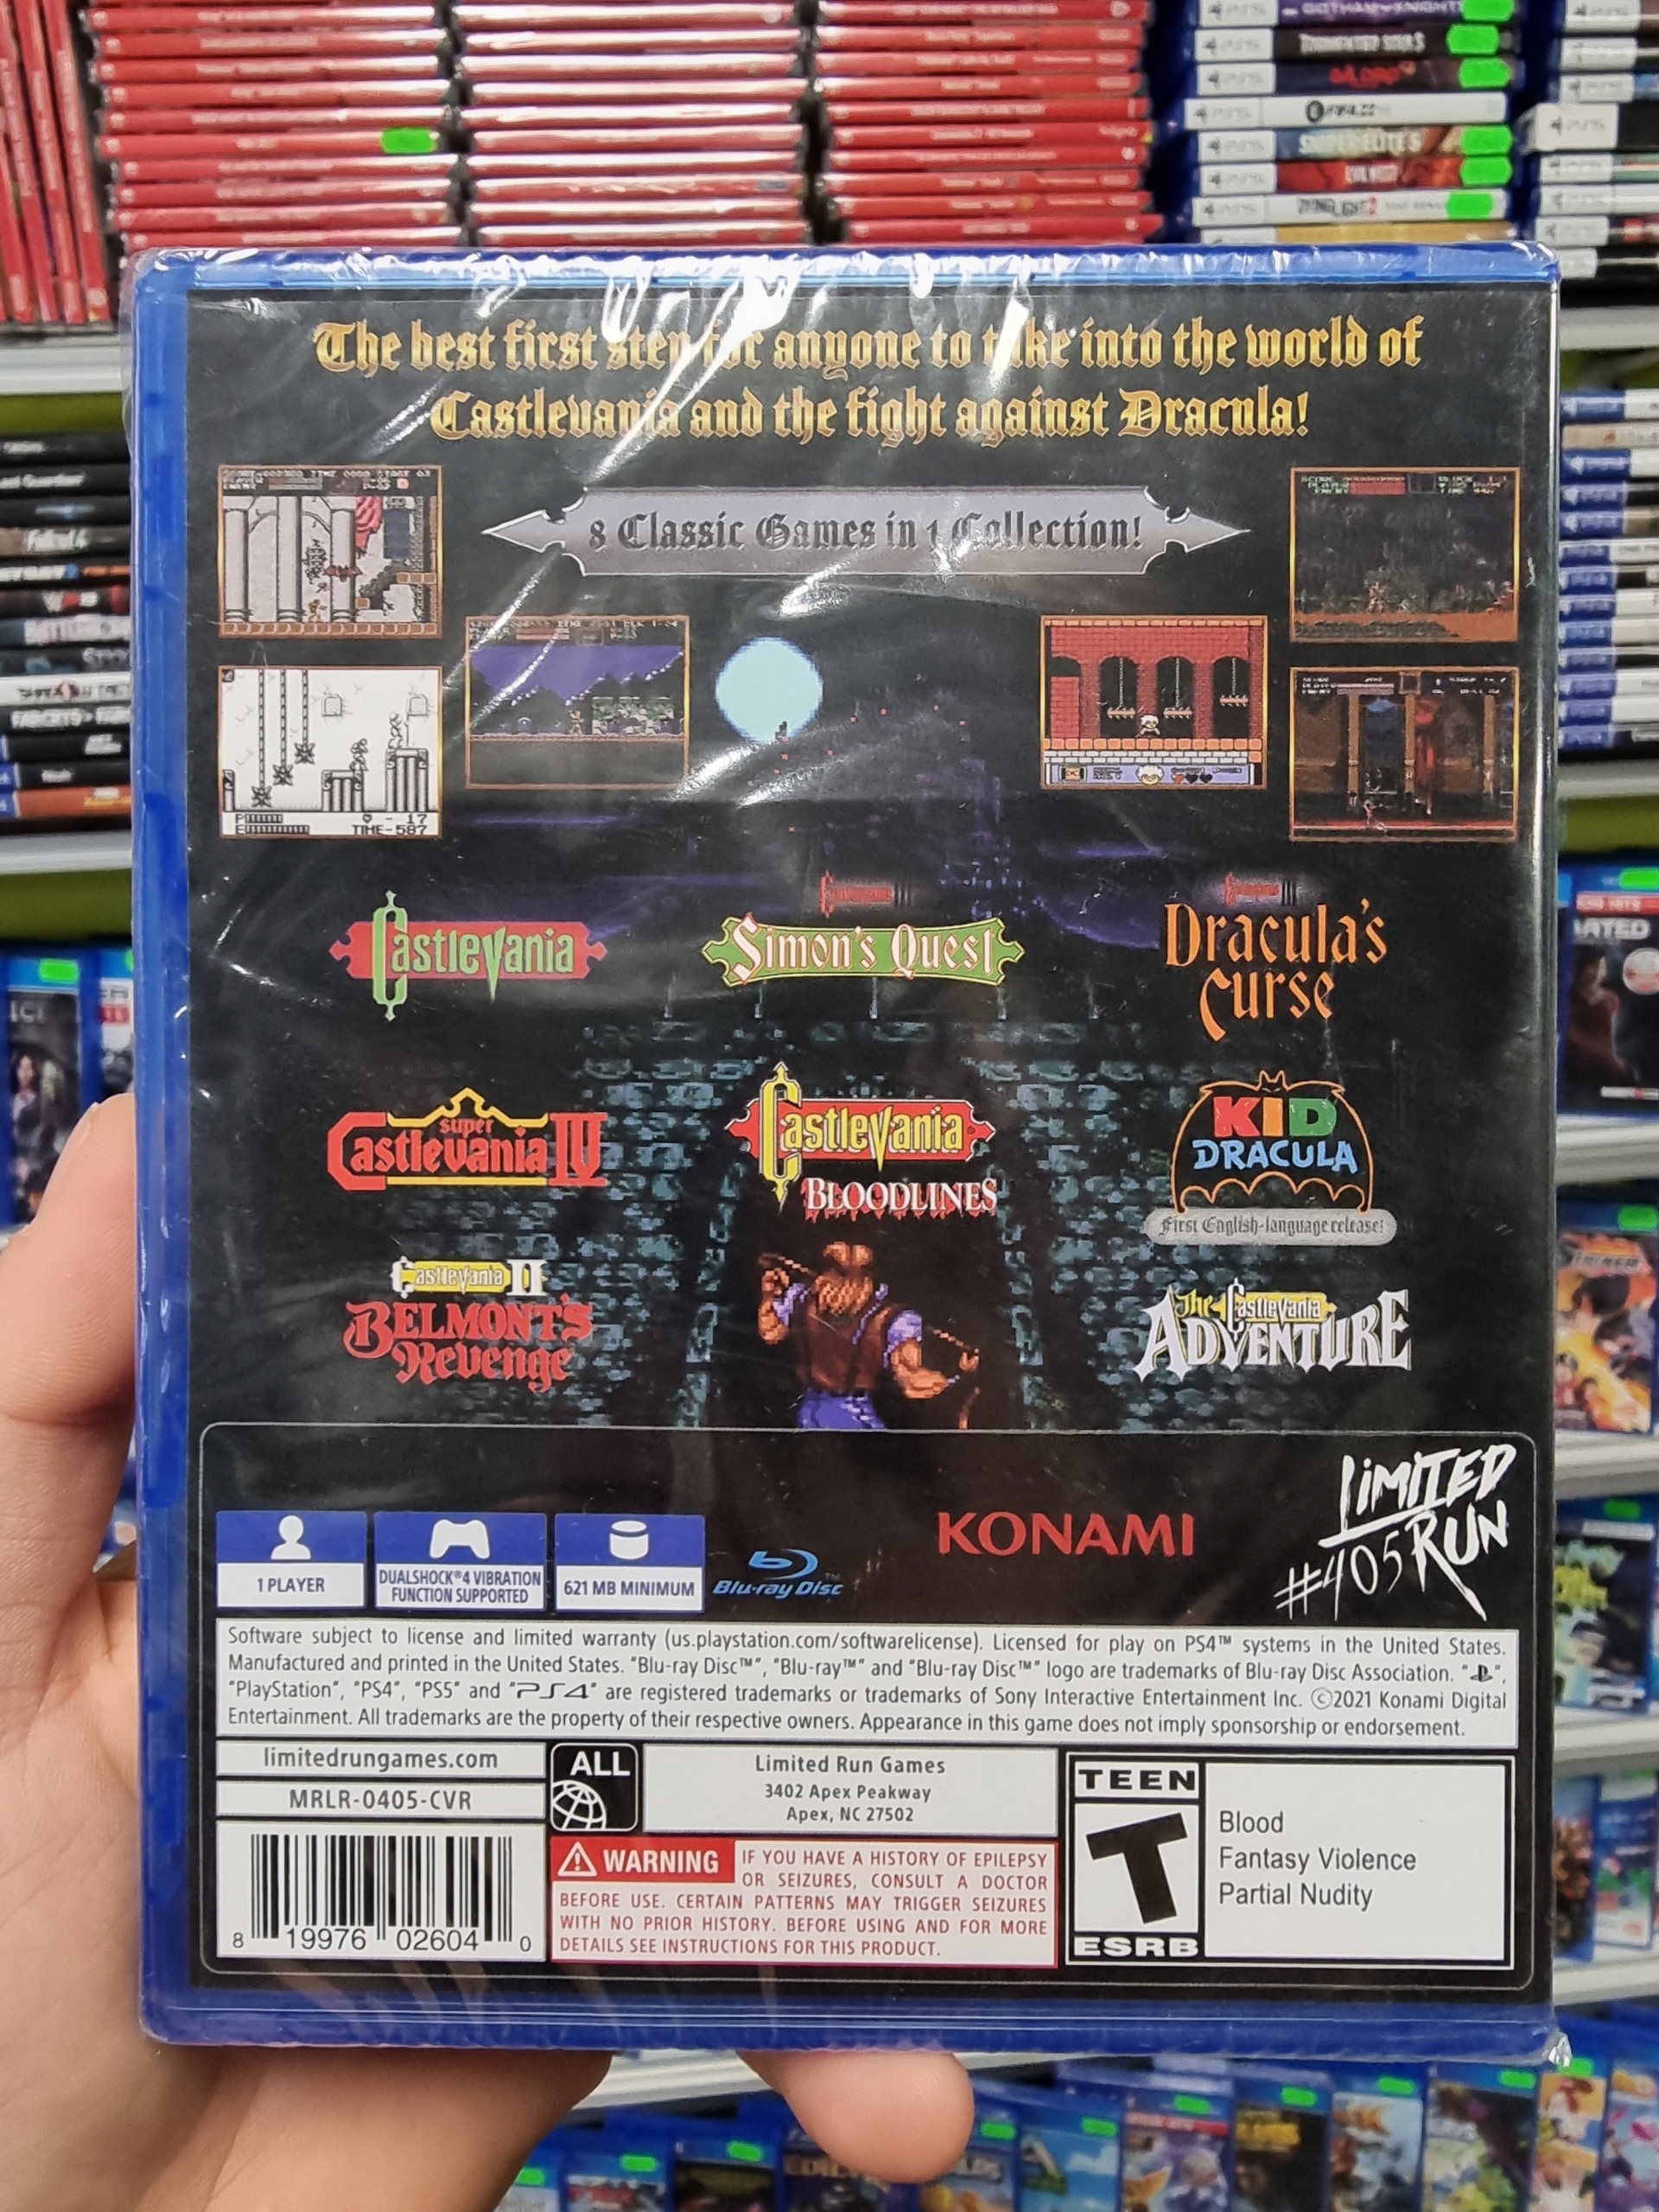 GOTHAM KNIGHTS
TORMENTED SOULS
The best first step for anyone to take into the world of
Castlevania and the fight against Dracula!
8 Classic Games in 1 Collection!
P - 17
E TIME-587
Castlevania
Simon's Quest
Dracula's
Curse
Super
Castlevania IV
Castlevania
BLOODLINES
KID
DRACULA
First English-language release!
Castlevania II
BELMONT'S
Revenge
The Castlevania
ADVENTURE
LIMITED
RUN
#405
KONAMI
1 PLAYER
DUALSHOCK®4 VIBRATION
FUNCTION SUPPORTED
621 MB MINIMUM
Blu-ray Disc™
Software subject to license and limited warranty (us.playstation.com/softwarelicense). Licensed for play on PS4™ systems in the United States.
Manufactured and printed in the United States. "Blu-ray Disc™", "Blu-ray™" and "Blu-ray Disc™" logo are trademarks of Blu-ray Disc Association. "PS",
"PlayStation", "PS4", "PS5" and "PS4" are registered trademarks or trademarks of Sony Interactive Entertainment Inc. ©2021 Konami Digital
Entertainment. All trademarks are the property of their respective owners. Appearance in this game does not imply sponsorship or endorsement.
limitedrungames.com
MRLR-0405-CVR
8 19976 02604 0
ALL
Limited Run Games
3402 Apex Peakway
Apex, NC 27502
WARNING IF YOU HAVE A HISTORY OF EPILEPSY
OR SEIZURES, CONSULT A DOCTOR
BEFORE USE. CERTAIN PATTERNS MAY TRIGGER SEIZURES
WITH NO PRIOR HISTORY. BEFORE USING AND FOR MORE
DETAILS SEE INSTRUCTIONS FOR THIS PRODUCT.
TEEN
T
ESRB
Blood
Fantasy Violence
Partial Nudity